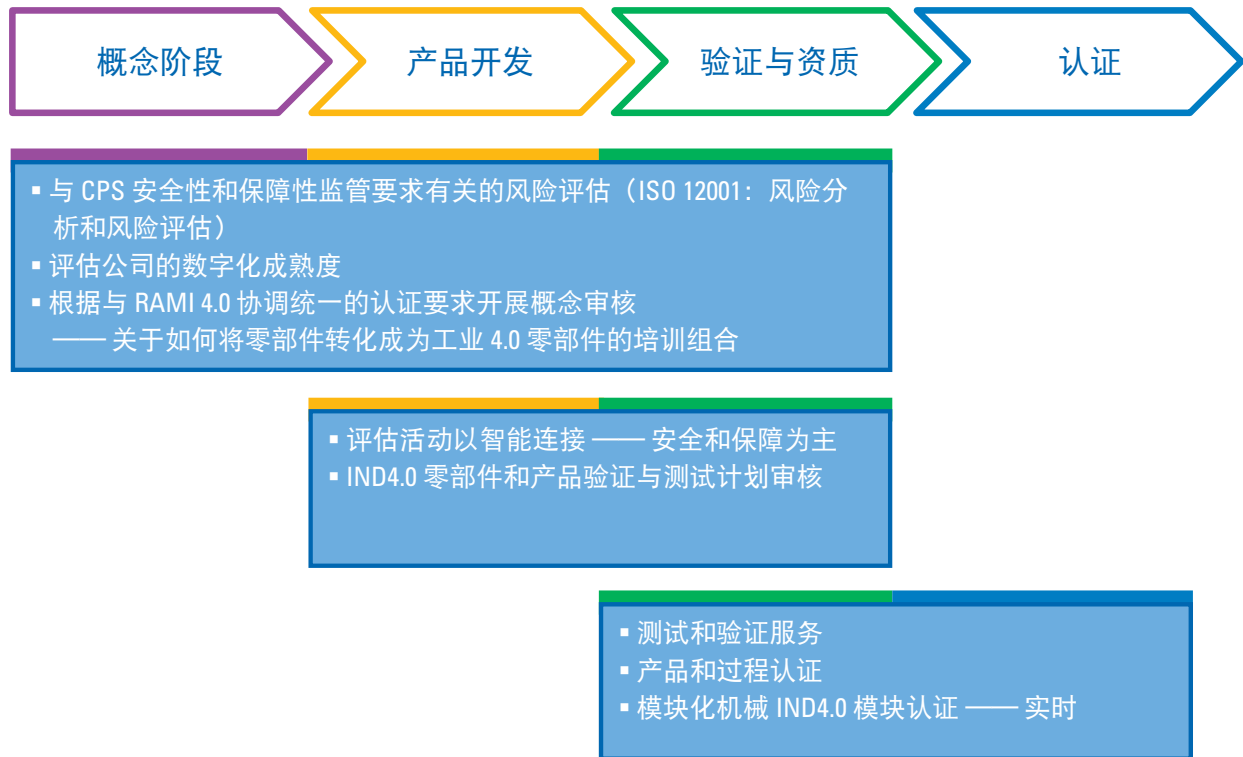 概念阶段
产品开发
验证与资质
认证
▪ 与 CPS 安全性和保障性监管要求有关的风险评估（ISO 12001：风险分
析和风险评估）
▪ 评估公司的数字化成熟度
▪ 根据与 RAMI 4.0 协调统一的认证要求开展概念审核
—— 关于如何将零部件转化成为工业 4.0 零部件的培训组合
▪ 评估活动以智能连接 —— 安全和保障为主
▪ IND4.0 零部件和产品验证与测试计划审核
▪ 测试和验证服务
▪ 产品和过程认证
▪ 模块化机械 IND4.0 模块认证 —— 实时